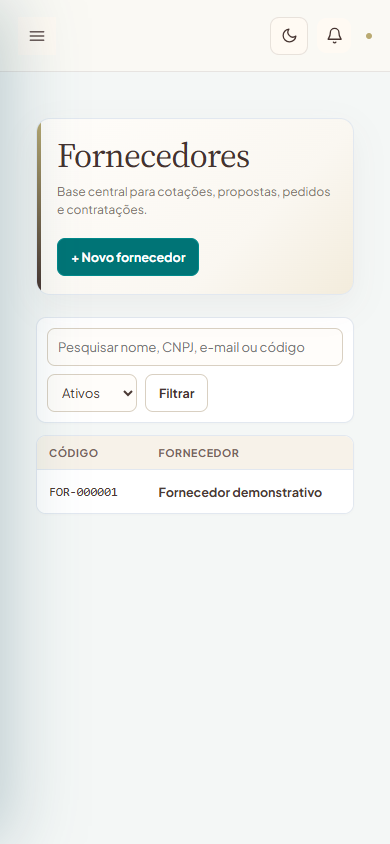 Fornecedores
Base central para cotações, propostas, pedidos
e contratações.
+ Novo fornecedor
Pesquisar nome, CNPJ, e-mail ou código
Ativos
Filtrar
CÓDIGO FORNECEDOR
FOR-000001 Fornecedor demonstrativo